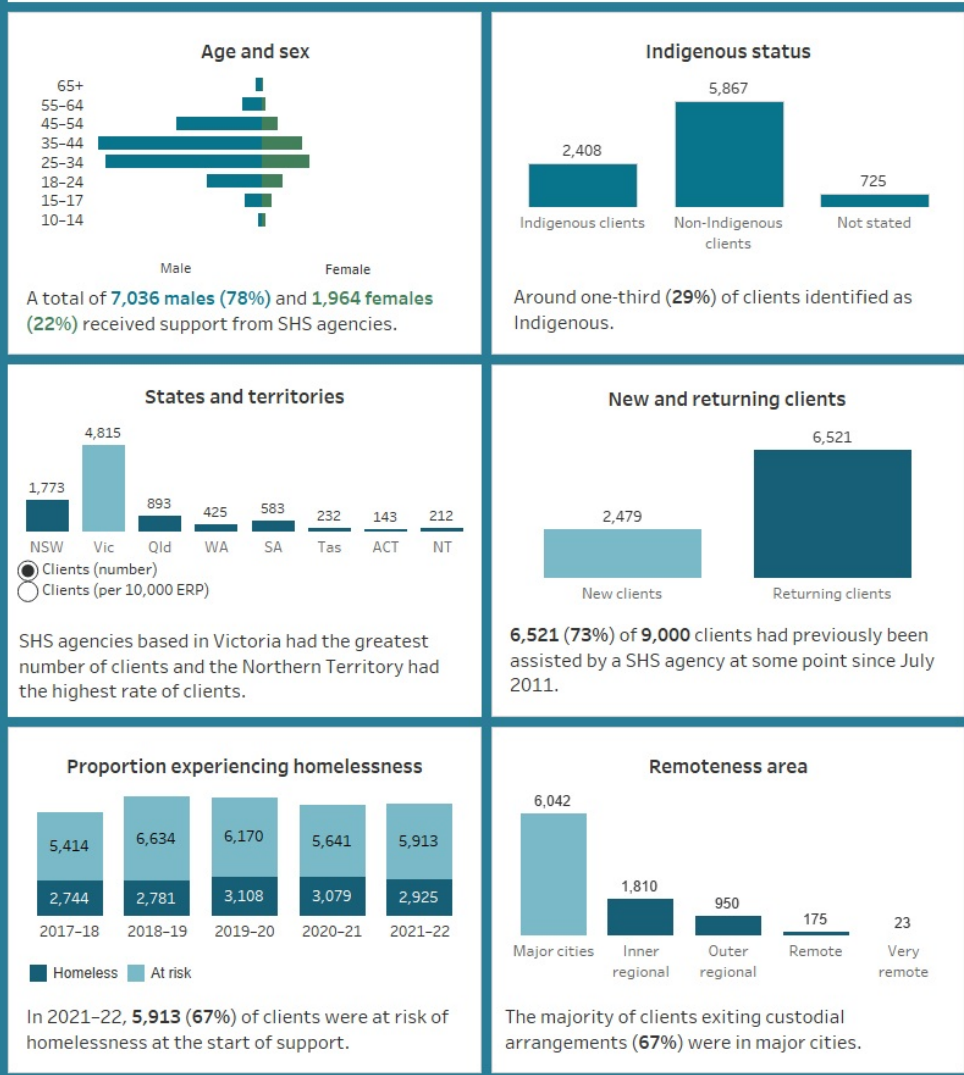 Age and sex
65+
55–64
45–54
35–44
25–34
18–24
15–17
10–14
Male Female
A total of 7,036 males (78%) and 1,964 females
(22%) received support from SHS agencies.
Indigenous status
5,867
2,408
725
Indigenous clients Non-Indigenous Not stated
clients
Around one-third (29%) of clients identified as
Indigenous.
States and territories
4,815
1,773
893 425 583 232 143 212
NSW Vic Qld WA SA Tas ACT NT
Clients (number)
Clients (per 10,000 ERP)
SHS agencies based in Victoria had the greatest
number of clients and the Northern Territory had
the highest rate of clients.
New and returning clients
6,521
2,479
New clients Returning clients
6,521 (73%) of 9,000 clients had previously been
assisted by a SHS agency at some point since July
2011.
Proportion experiencing homelessness
5,414 6,634 6,170 5,641 5,913
2,744 2,781 3,108 3,079 2,925
2017–18 2018–19 2019–20 2020–21 2021–22
Homeless At risk
In 2021–22, 5,913 (67%) of clients were at risk of
homelessness at the start of support.
Remoteness area
6,042
1,810
950
175 23
Major cities Inner Outer Remote Very
regional regional remote
The majority of clients exiting custodial
arrangements (67%) were in major cities.